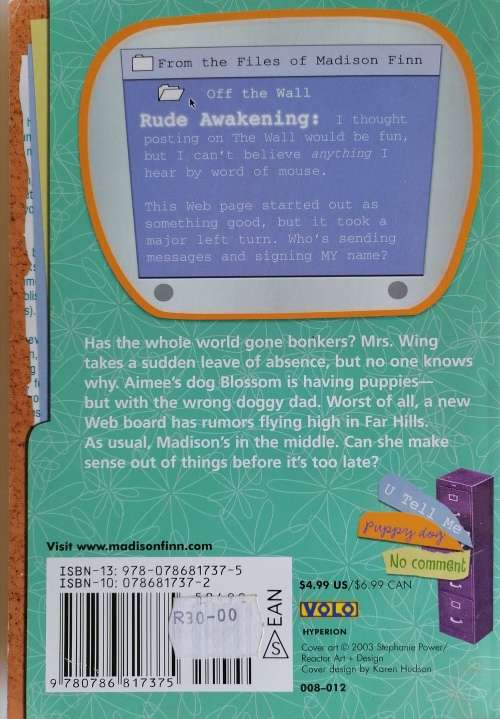 From the Files of Madison Finn
Off the Wall
Rude Awakening: I thought
posting on The Wall would be fun,
but I can't believe anything I
hear by word of mouse.
This Web page started out as
something good, but it took a
major left turn. Who's sending
messages and signing MY name?
Has the whole world gone bonkers? Mrs. Wing
takes a sudden leave of absence, but no one knows
why. Aimee's dog Blossom is having puppies—
but with the wrong doggy dad. Worst of all, a new
Web board has rumors flying high in Far Hills.
As usual, Madison's in the middle. Can she make
sense out of things before it's too late?
U Tell Me
Puppy dog
No comment
Visit www.madisonfinn.com
ISBN-13: 978-078681737-5
ISBN-10: 078681737-2
R30-00
9 780786 817375
S
EAN
$4.99 US/$6.99 CAN
VOLO
HYPERION
Cover art © 2003 Stephanie Power/
Reactor Art + Design
Cover design by Karen Hudson
008-012